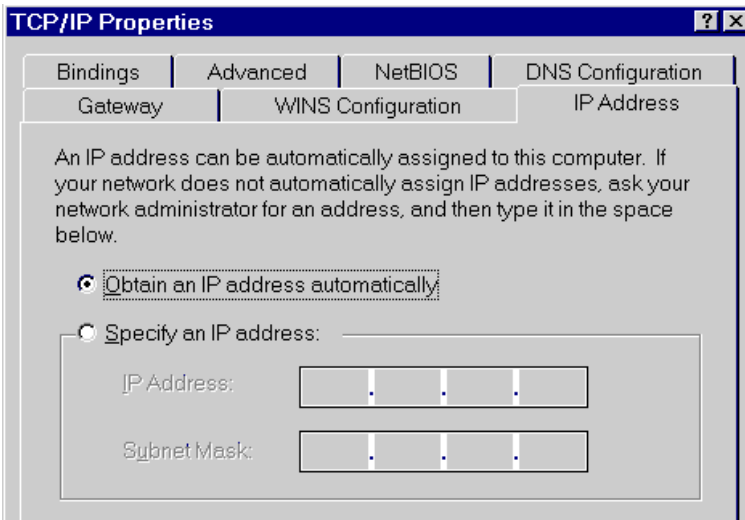 TCP/IP Properties
Bindings Advanced NetBIOS DNS Configuration
Gateway WINS Configuration IP Address
An IP address can be automatically assigned to this computer. If
your network does not automatically assign IP addresses, ask your
network administrator for an address, and then type it in the space
below.
Obtain an IP address automatically
Specify an IP address:
IP Address:
Subnet Mask: